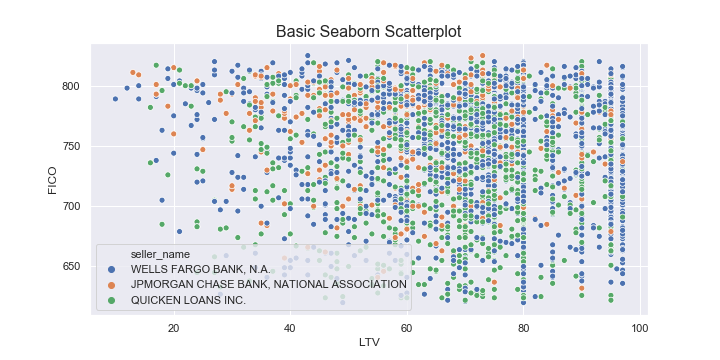 Basic Seaborn Scatterplot
800
750
700
650
FICO
seller_name
WELLS FARGO BANK, N.A.
JPMORGAN CHASE BANK, NATIONAL ASSOCIATION
QUICKEN LOANS INC.
20 40 60 80 100
LTV